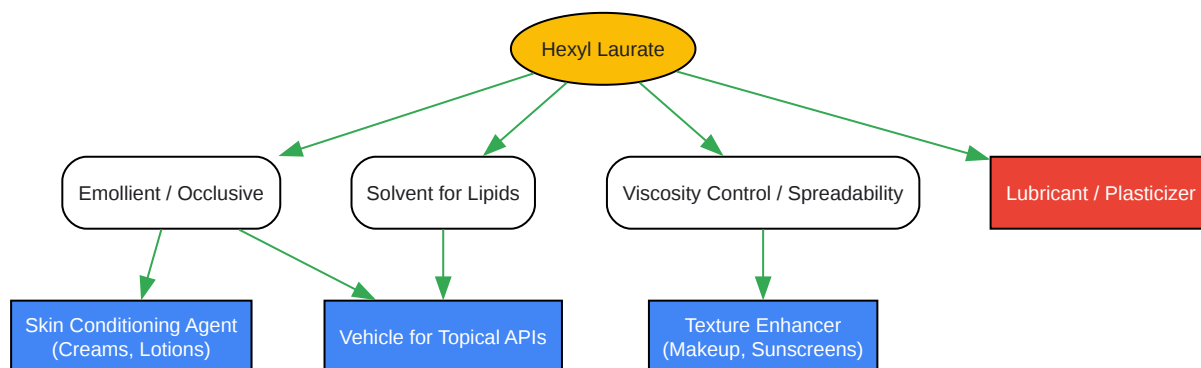 Hexyl Laurate
Emollient / Occlusive
Solvent for Lipids
Viscosity Control / Spreadability
Lubricant / Plasticizer
Skin Conditioning Agent
(Creams, Lotions)
Vehicle for Topical APIs
Texture Enhancer
(Makeup, Sunscreens)